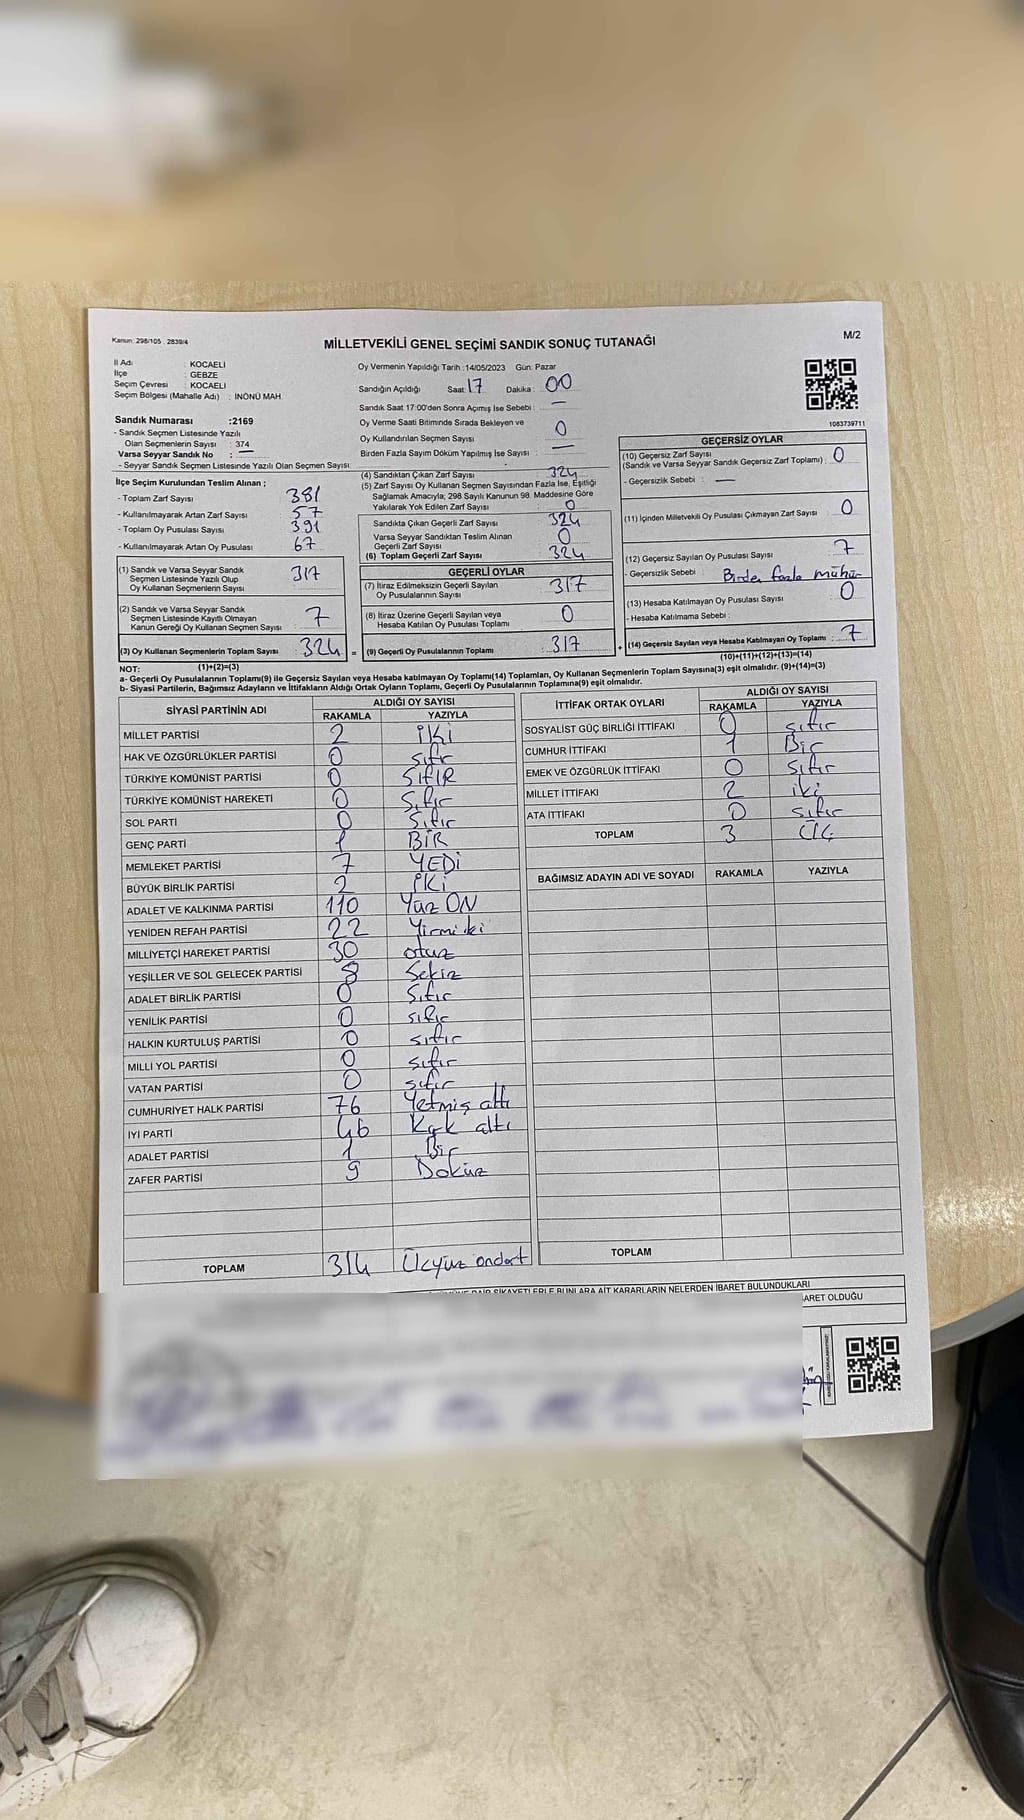 Kanun: 298/105 , 2839/4
M/2
MİLLETVEKİLİ GENEL SEÇİMİ SANDIK SONUÇ TUTANAĞI
İl Adı : KOCAELİ
İlçe : GEBZE
Seçim Çevresi : KOCAELİ
Seçim Bölgesi (Mahalle Adı) : İNÖNÜ MAH.
Sandık Numarası :2169
- Sandık Seçmen Listesinde Yazılı
Olan Seçmenlerin Sayısı : 374
Varsa Seyyar Sandık No : —
- Seyyar Sandık Seçmen Listesinde Yazılı Olan Seçmen Sayısı
İlçe Seçim Kurulundan Teslim Alınan ;
- Toplam Zarf Sayısı 381
- Kullanılmayarak Artan Zarf Sayısı 57
- Toplam Oy Pusulası Sayısı 391
- Kullanılmayarak Artan Oy Pusulası 67
(1) Sandık ve Varsa Seyyar Sandık
Seçmen Listesinde Yazılı Olup
Oy Kullanan Seçmenlerin Sayısı 317
(2) Sandık ve Varsa Seyyar Sandık
Seçmen Listesinde Kayıtlı Olmayan
Kanun Gereği Oy Kullanan Seçmen Sayısı 7
(3) Oy Kullanan Seçmenlerin Toplam Sayısı : 324 =
Oy Vermenin Yapıldığı Tarih :14/05/2023 Gün: Pazar
Sandığın Açıldığı Saat 17 Dakika : 00
Sandık Saat 17:00'den Sonra Açımış İse Sebebi : —
Oy Verme Saati Bitiminde Sırada Bekleyen ve
Oy Kullandırılan Seçmen Sayısı 0
Birden Fazla Sayım Döküm Yapılmış İse Sayısı : —
(4) Sandıktan Çıkan Zarf Sayısı 324
(5) Zarf Sayısı Oy Kullanan Seçmen Sayısından Fazla İse, Eşitliği
Sağlamak Amacıyla; 298 Sayılı Kanunun 98. Maddesine Göre
Yakılarak Yok Edilen Zarf Sayısı 0
Sandıkta Çıkan Geçerli Zarf Sayısı 324
Varsa Seyyar Sandıktan Teslim Alınan
Geçerli Zarf Sayısı 0
(6) Toplam Geçerli Zarf Sayısı 324
GEÇERLİ OYLAR
(7) İtiraz Edilmeksizin Geçerli Sayılan
Oy Pusulalarının Sayısı : 317
(8) İtiraz Üzerine Geçerli Sayılan veya
Hesaba Katılan Oy Pusulası Toplamı 0
(9) Geçerli Oy Pusulalarının Toplamı : 317 +
1083739711
GEÇERSİZ OYLAR
(10) Geçersiz Zarf Sayısı
(Sandık ve Varsa Seyyar Sandık Geçersiz Zarf Toplamı) : 0
- Geçersizlik Sebebi : —
(11) İçinden Milletvekili Oy Pusulası Çıkmayan Zarf Sayısı 0
(12) Geçersiz Sayılan Oy Pusulası Sayısı 7
- Geçersizlik Sebebi : Birden fazla mühür
(13) Hesaba Katılmayan Oy Pusulası Sayısı 0
- Hesaba Katılmama Sebebi :
(14) Geçersiz Sayılan veya Hesaba Katılmayan Oy Toplamı : 7
NOT: (1)+(2)=(3)
(10)+(11)+(12)+(13)=(14)
a- Geçerli Oy Pusulalarının Toplamı(9) ile Geçersiz Sayılan veya Hesaba katılmayan Oy Toplamı(14) Toplamları, Oy Kullanan Seçmenlerin Toplam Sayısına(3) eşit olmalıdır. (9)+(14)=(3)
b- Siyasi Partilerin, Bağımsız Adayların ve İttifakların Aldığı Ortak Oyların Toplamı, Geçerli Oy Pusulalarının Toplamına(9) eşit olmalıdır.
SİYASİ PARTİNİN ADI ALDIĞI OY SAYISI
RAKAMLA YAZIYLA
MİLLET PARTİSİ 2 İKİ
HAK VE ÖZGÜRLÜKLER PARTİSİ 0 sıfır
TÜRKİYE KOMÜNİST PARTİSİ 0 SIFIR
TÜRKİYE KOMÜNİST HAREKETİ 0 Sıfır
SOL PARTİ 0 Sıfır
GENÇ PARTİ 1 BİR
MEMLEKET PARTİSİ 7 YEDİ
BÜYÜK BİRLİK PARTİSİ 2 İKİ
ADALET VE KALKINMA PARTİSİ 110 Yüz ON
YENİDEN REFAH PARTİSİ 22 Yirmi iki
MİLLİYETÇİ HAREKET PARTİSİ 30 otuz
YEŞİLLER VE SOL GELECEK PARTİSİ 8 Sekiz
ADALET BİRLİK PARTİSİ 0 Sıfır
YENİLİK PARTİSİ 0 sıfır
HALKIN KURTULUŞ PARTİSİ 0 sıfır
MİLLİ YOL PARTİSİ 0 sıfır
VATAN PARTİSİ 0 sıfır
CUMHURİYET HALK PARTİSİ 76 Yetmiş altı
İYİ PARTİ 46 Kırk altı
ADALET PARTİSİ 1 Bir
ZAFER PARTİSİ 9 Dokuz
TOPLAM 314 Üçyüz ondört
İTTİFAK ORTAK OYLARI ALDIĞI OY SAYISI
RAKAMLA YAZIYLA
SOSYALİST GÜÇ BİRLİĞİ İTTİFAKI 0 sıfır
CUMHUR İTTİFAKI 1 Bir
EMEK VE ÖZGÜRLÜK İTTİFAKI 0 sıfır
MİLLET İTTİFAKI 2 iki
ATA İTTİFAKI 0 sıfır
TOPLAM 3 ÜÇ
BAĞIMSIZ ADAYIN ADI VE SOYADI RAKAMLA YAZIYLA
TOPLAM
DAİR ŞİKAYETLERLE BUNLARA AİT KARARLARIN NELERDEN İBARET BULUNDUKLARI
BARET OLDUĞU